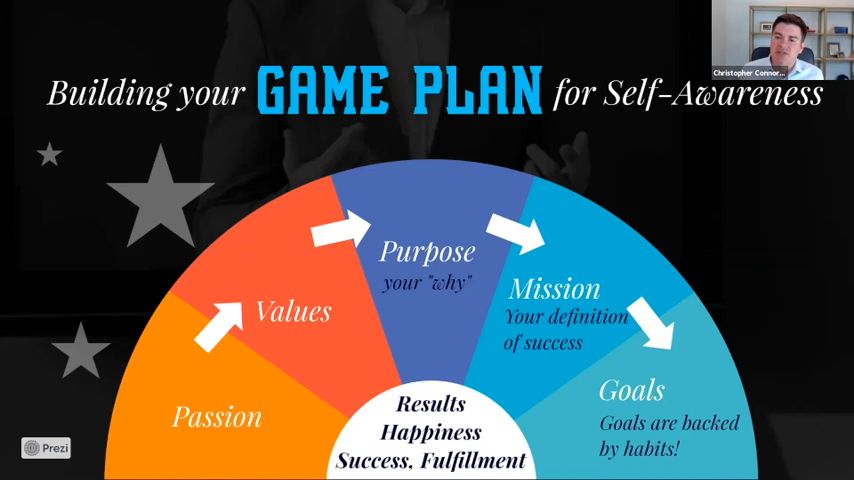 Christopher Connor...
Building your GAME PLAN for Self-Awareness
Purpose
your "why"
Values
Mission
Your definition
of success
Passion
Goals
Goals are backed
by habits!
Results
Happiness
Success, Fulfillment
Prezi